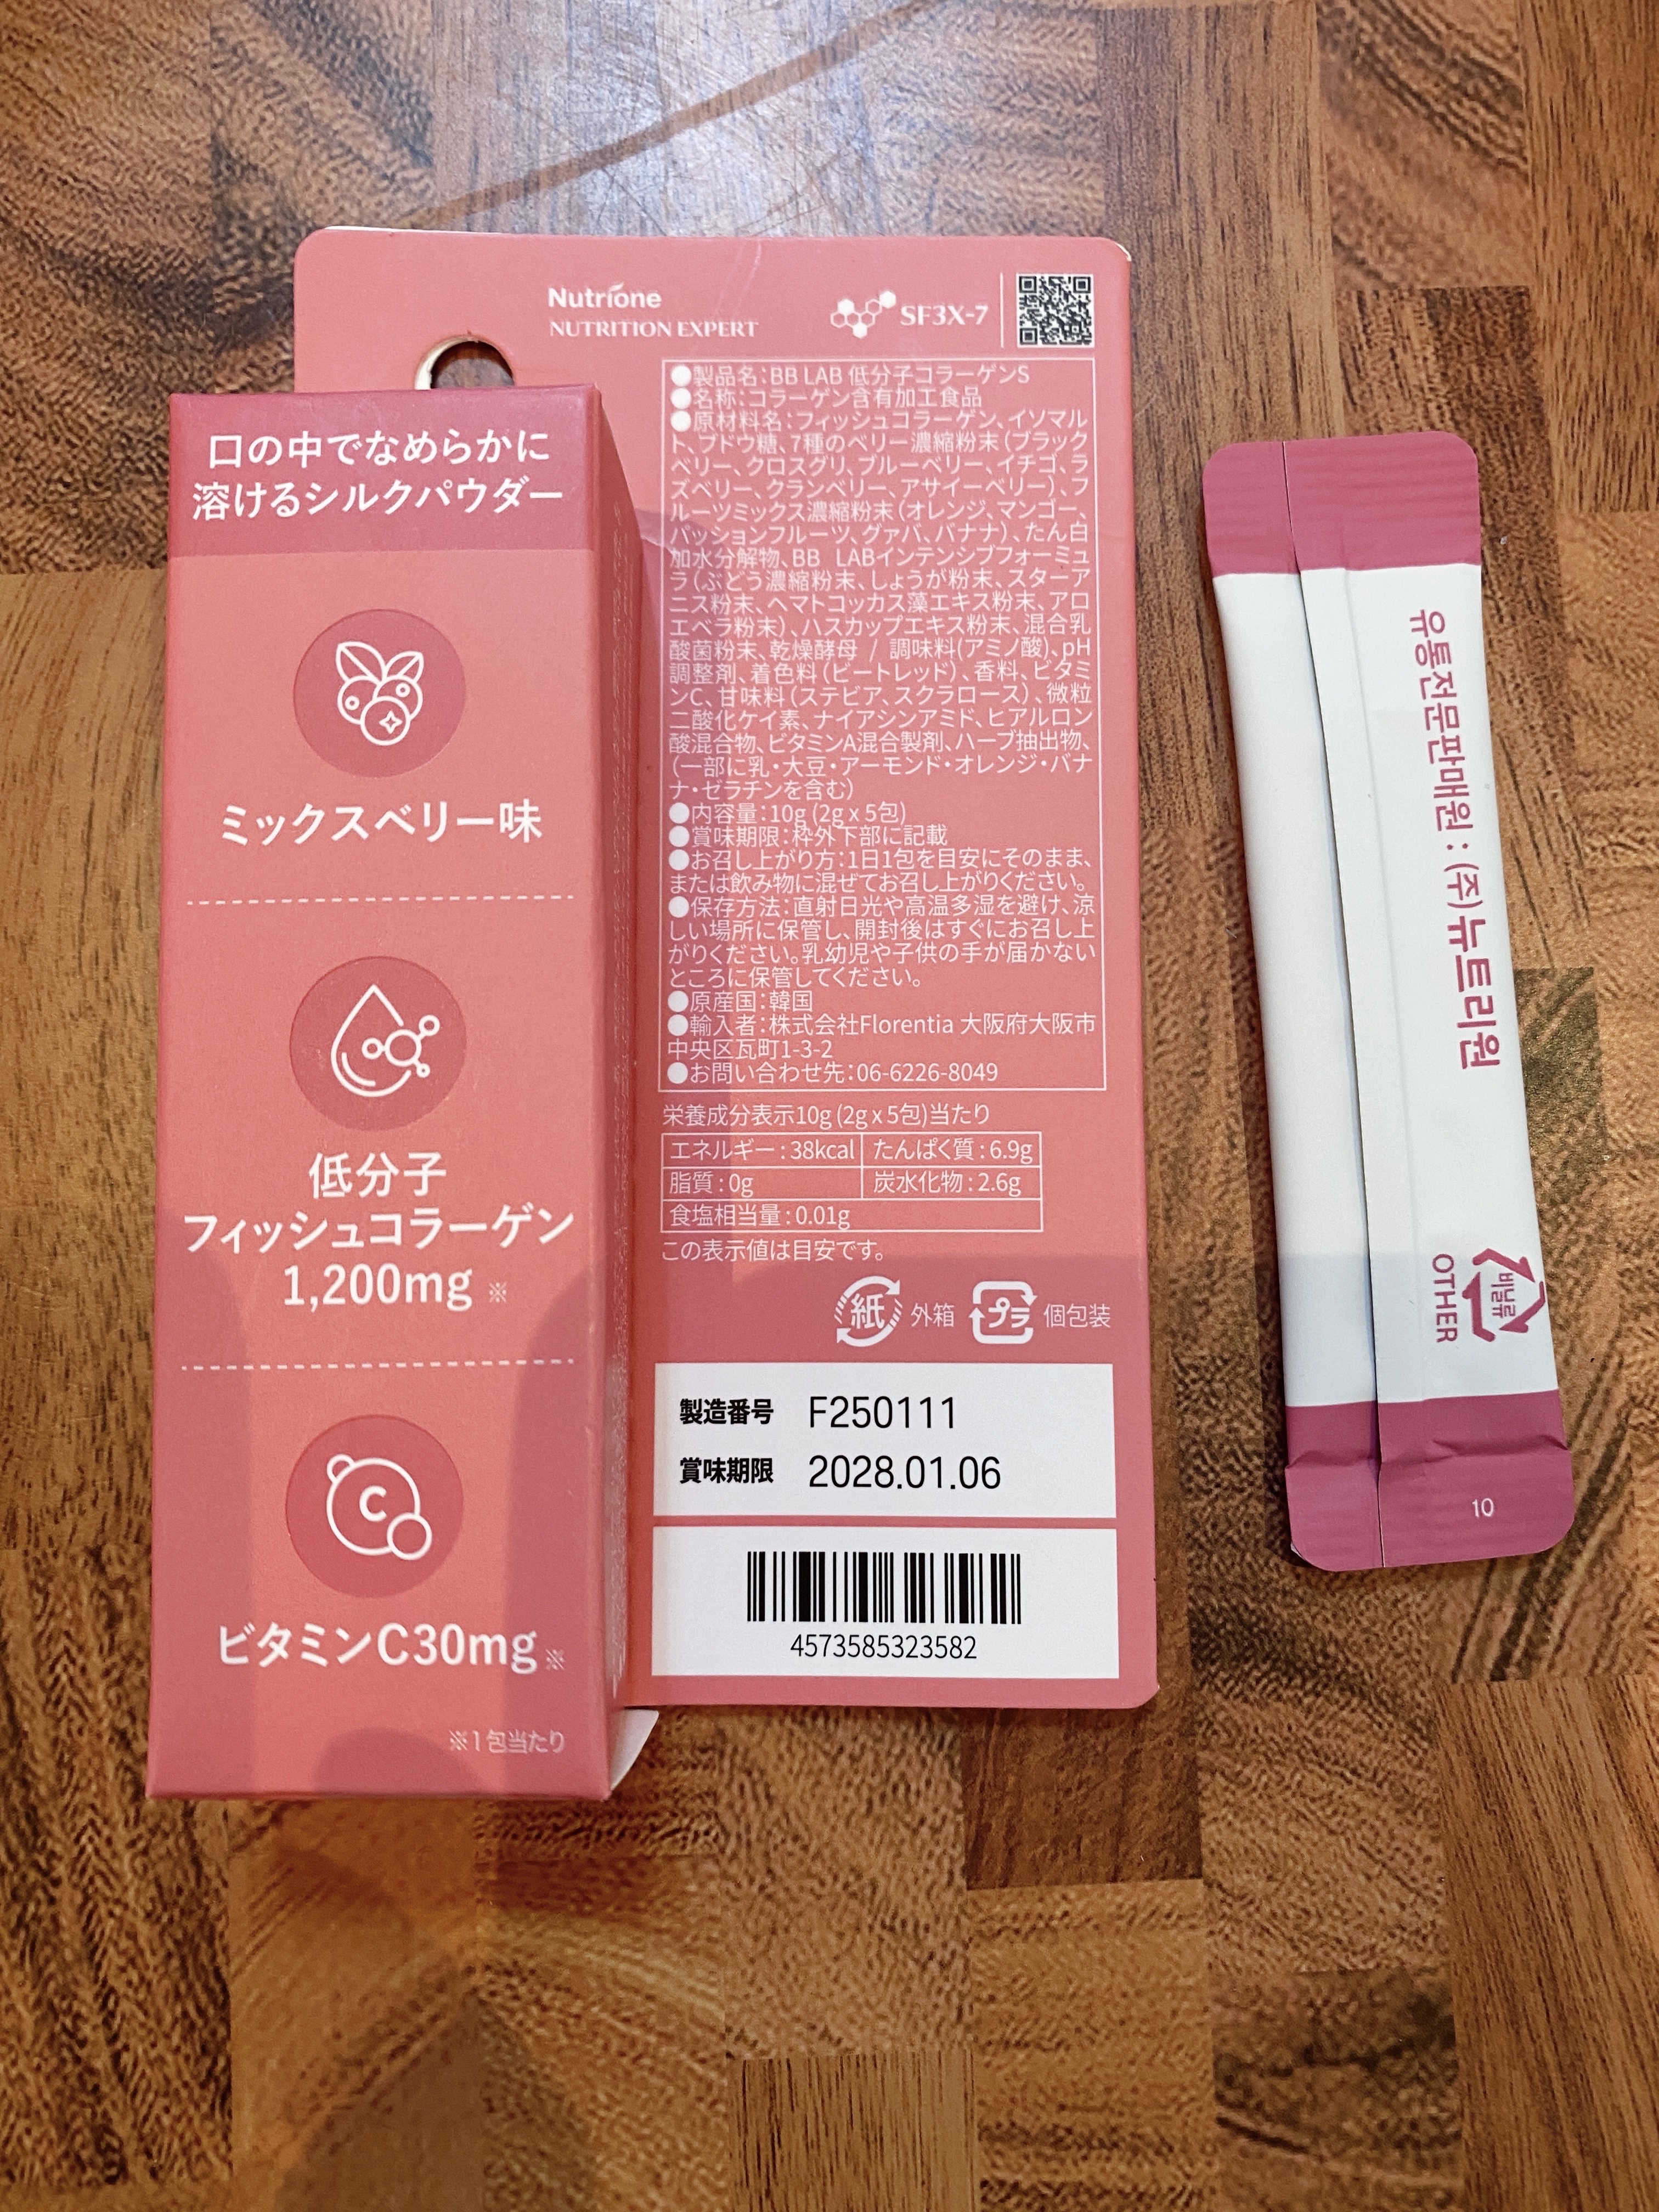 口の中でなめらかに
溶けるシルクパウダー
ミックスベリー味
低分子
フィッシュコラーゲン
1,200mg ※
C
ビタミンC30mg※
※1包当たり
Nutrione
NUTRITION EXPERT
SF3X-7
●製品名：BB LAB 低分子コラーゲンS
●名称：コラーゲン含有加工食品
●原材料名：フィッシュコラーゲン、イソマル
ト、ブドウ糖、7種のベリー濃縮粉末（ブラック
ベリー、クロスグリ、ブルーベリー、イチゴ、ラ
ズベリー、クランベリー、アサイーベリー）、フ
ルーツミックス濃縮粉末（オレンジ、マンゴー、
パッションフルーツ、グァバ、バナナ）、たん白
加水分解物、BB LABインテンシブフォーミュ
ラ（ぶどう濃縮粉末、しょうが粉末、スターア
ニス粉末、ヘマトコッカス藻エキス粉末、アロ
エベラ粉末）、ハスカップエキス粉末、混合乳
酸菌粉末、乾燥酵母 / 調味料(アミノ酸)、pH
調整剤、着色料（ビートレッド）、香料、ビタミ
ンC、甘味料（ステビア、スクラロース）、微粒
二酸化ケイ素、ナイアシンアミド、ヒアルロン
酸混合物、ビタミンA混合製剤、ハーブ抽出物、
（一部に乳・大豆・アーモンド・オレンジ・バナ
ナ・ゼラチンを含む）
●内容量：10g (2g x 5包)
●賞味期限：枠外下部に記載
●お召し上がり方：1日1包を目安にそのまま、
または飲み物に混ぜてお召し上がりください。
●保存方法：直射日光や高温多湿を避け、涼
しい場所に保管し、開封後はすぐにお召し上
がりください。乳幼児や子供の手が届かない
ところに保管してください。
●原産国：韓国
●輸入者：株式会社Florentia 大阪府大阪市
中央区瓦町1-3-2
●お問い合わせ先：06-6226-8049
栄養成分表示10g (2g x 5包)当たり
エネルギー：38kcal たんぱく質：6.9g
脂質：0g 炭水化物：2.6g
食塩相当量：0.01g
この表示値は目安です。
紙 外箱 プラ 個包装
製造番号 F250111
賞味期限 2028.01.06
4573585323582
유통전문판매원 : (주)뉴트리원
비닐류
OTHER
10